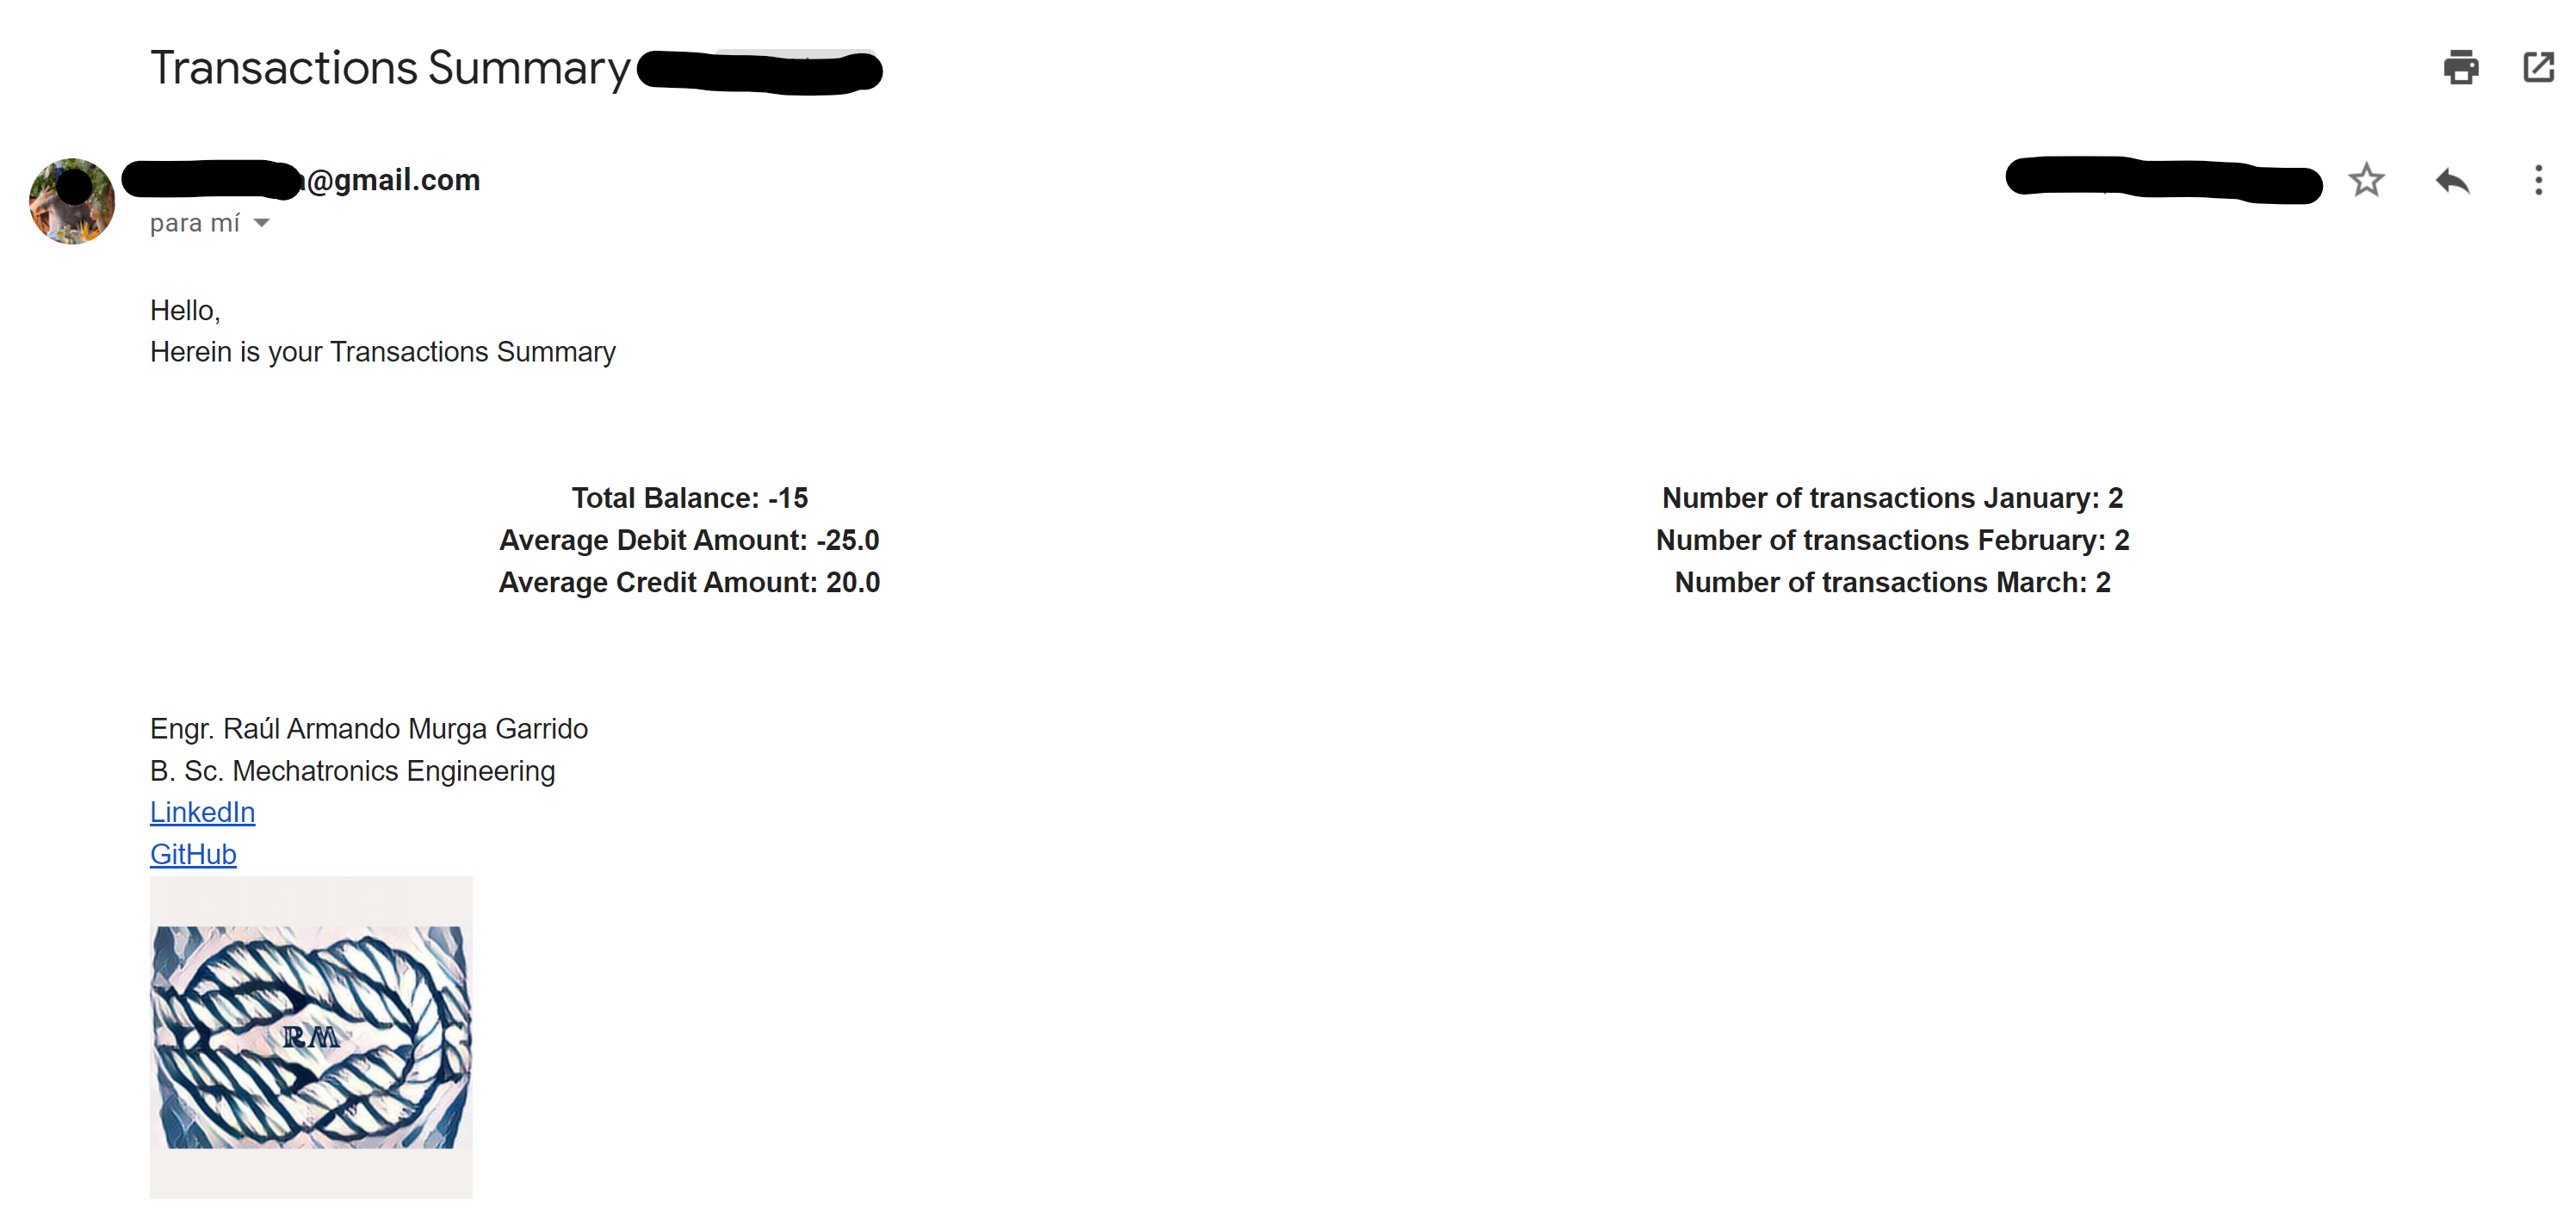 Transactions Summary
@gmail.com
para mí
Hello,
Herein is your Transactions Summary
Total Balance: -15
Average Debit Amount: -25.0
Average Credit Amount: 20.0
Number of transactions January: 2
Number of transactions February: 2
Number of transactions March: 2
Engr. Raúl Armando Murga Garrido
B. Sc. Mechatronics Engineering
LinkedIn
GitHub
RM